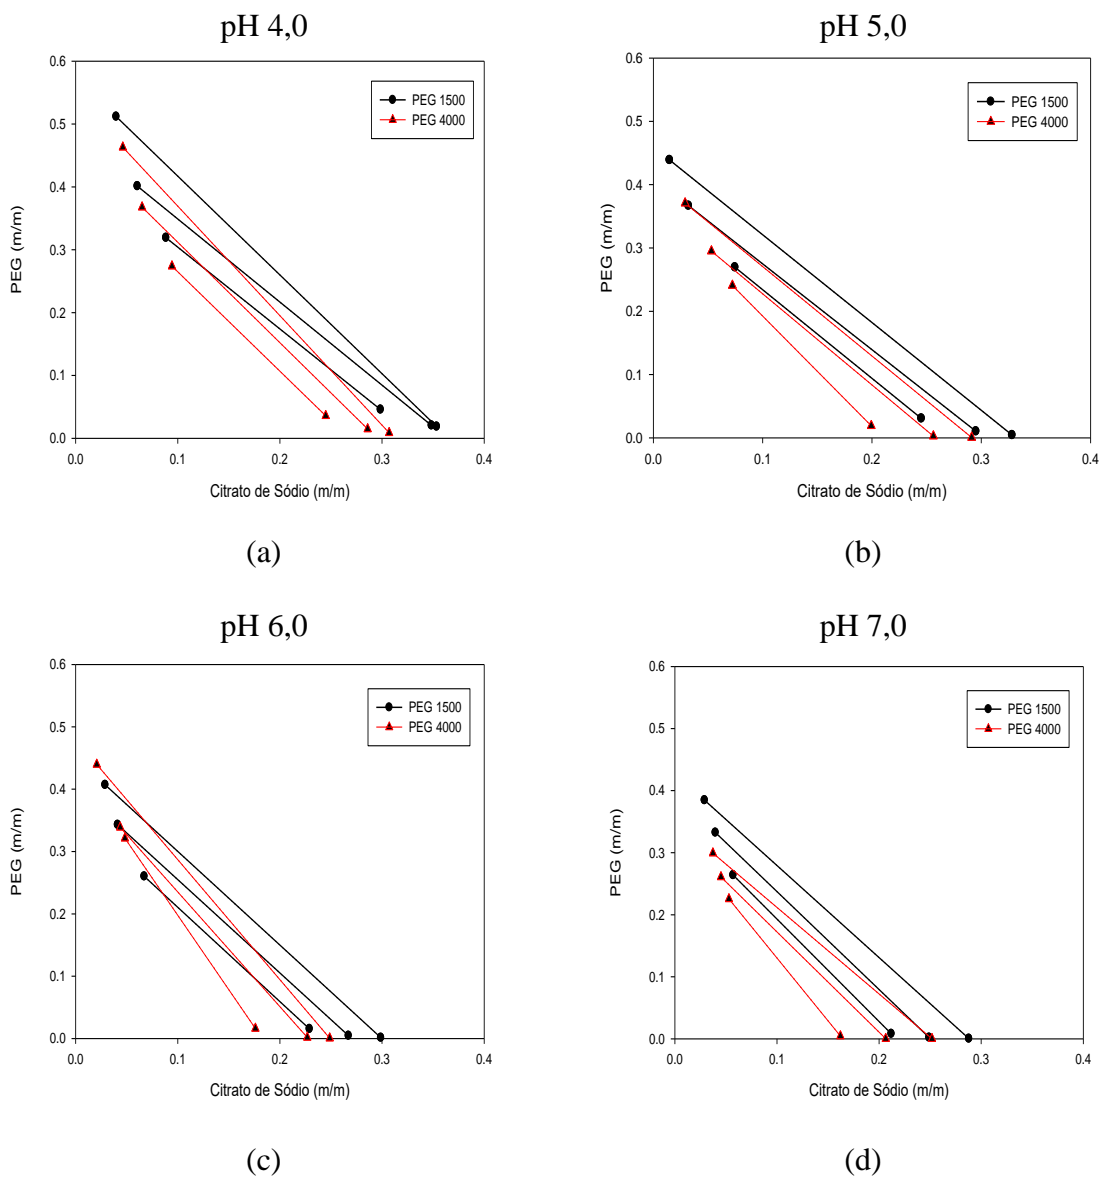 pH 4,0
0.6
0.5
0.4
0.3
0.2
0.1
0.0
PEG (m/m)
PEG 1500
PEG 4000
0.0 0.1 0.2 0.3 0.4
Citrato de Sódio (m/m)
(a)
pH 5,0
0.6
0.5
0.4
0.3
0.2
0.1
0.0
PEG (m/m)
PEG 1500
PEG 4000
0.0 0.1 0.2 0.3 0.4
Citrato de Sódio (m/m)
(b)
pH 6,0
0.6
0.5
0.4
0.3
0.2
0.1
0.0
PEG (m/m)
PEG 1500
PEG 4000
0.0 0.1 0.2 0.3 0.4
Citrato de Sódio (m/m)
(c)
pH 7,0
0.6
0.5
0.4
0.3
0.2
0.1
0.0
PEG (m/m)
PEG 1500
PEG 4000
0.0 0.1 0.2 0.3 0.4
Citrato de Sódio (m/m)
(d)